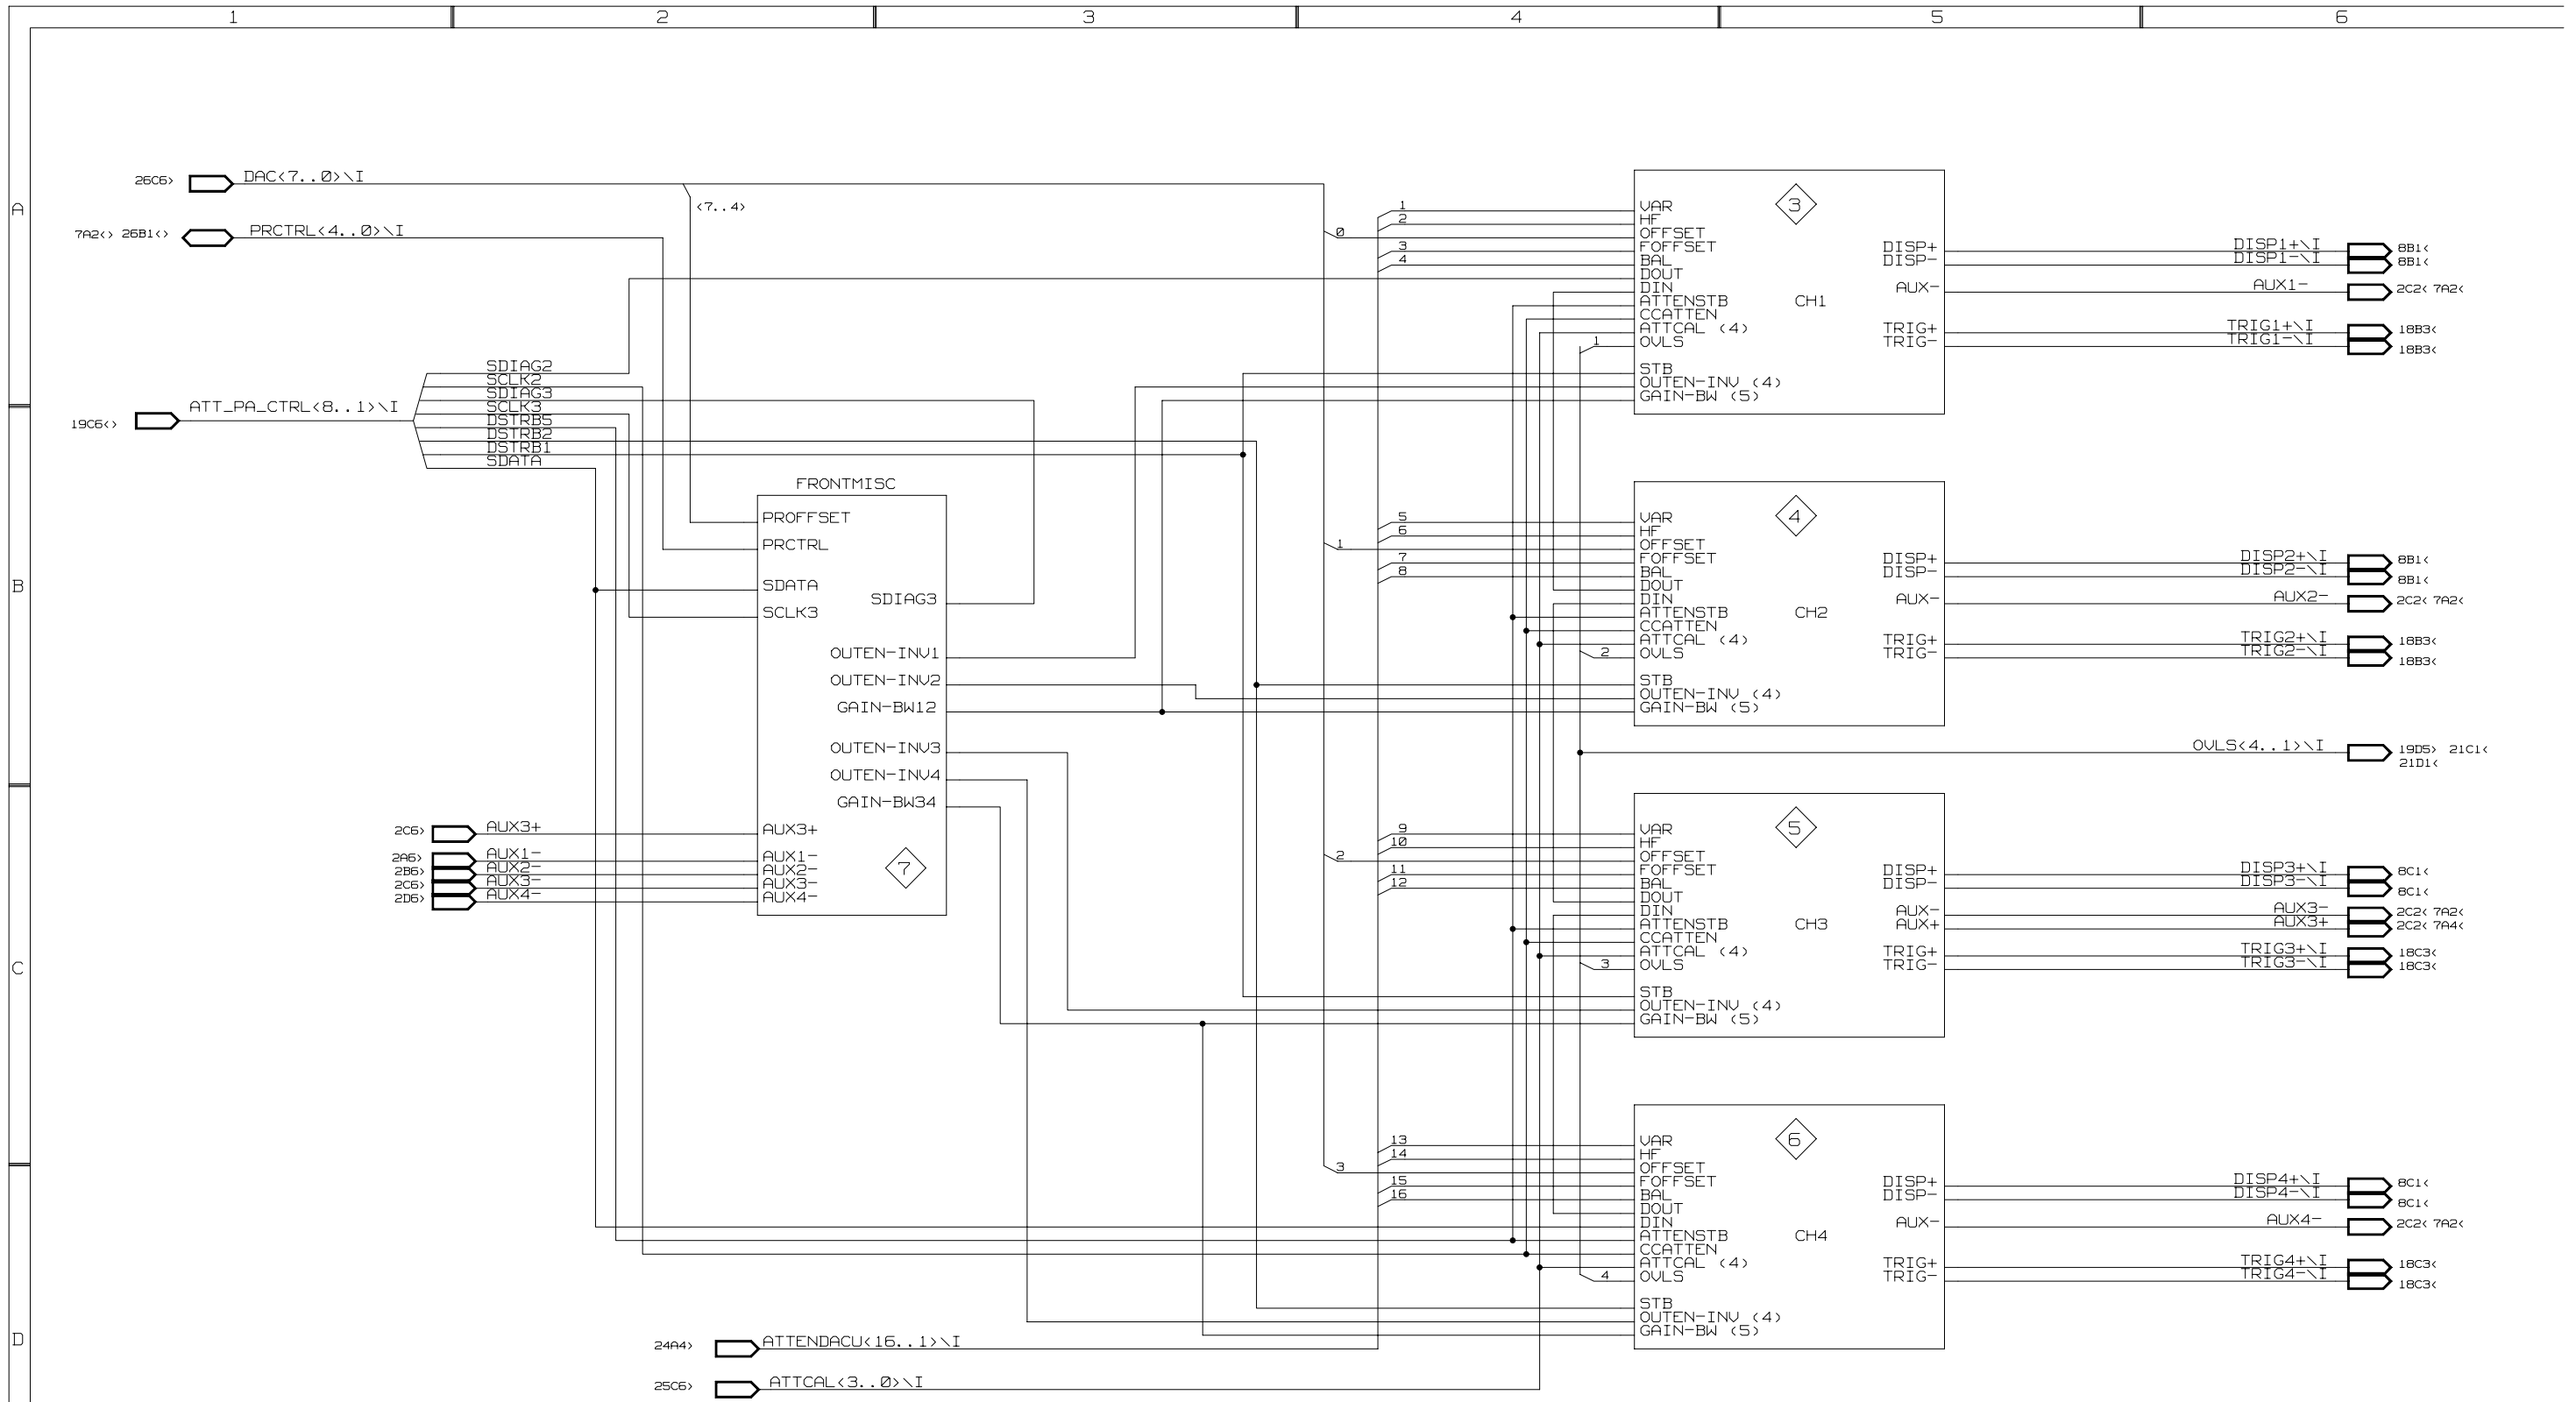 1 2 3 4 5 6
A
B
C
D
26C6> DAC<7..0>\I
<7..4>
7A2<> 26B1<> PRCTRL<4..0>\I
19C6<> ATT_PA_CTRL<8..1>\I
SDIAG2
SCLK2
SDIAG3
SCLK3
DSTRB5
DSTRB2
DSTRB1
SDATA
FRONTMISC
PROFFSET
PRCTRL
SDATA
SDIAG3
SCLK3
OUTEN-INV1
OUTEN-INV2
GAIN-BW12
OUTEN-INV3
OUTEN-INV4
GAIN-BW34
2C6> AUX3+ AUX3+
2A6> AUX1- AUX1-
2B6> AUX2- AUX2-
2C6> AUX3- AUX3-
2D6> AUX4- AUX4-
7
24A4> ATTENDACU<16..1>\I
25C6> ATTCAL<3..0>\I
3
1 VAR
2 HF
0 OFFSET
3 FOFFSET
4 BAL
DOUT
DIN
ATTENSTB
CCATTEN
ATTCAL (4)
1 OVLS
STB
OUTEN-INV (4)
GAIN-BW (5)
CH1
DISP+ DISP1+\I 8B1<
DISP- DISP1-\I 8B1<
AUX- AUX1- 2C2< 7A2<
TRIG+ TRIG1+\I 18B3<
TRIG- TRIG1-\I 18B3<
4
5 VAR
6 HF
1 OFFSET
7 FOFFSET
8 BAL
DOUT
DIN
ATTENSTB
CCATTEN
ATTCAL (4)
2 OVLS
STB
OUTEN-INV (4)
GAIN-BW (5)
CH2
DISP+ DISP2+\I 8B1<
DISP- DISP2-\I 8B1<
AUX- AUX2- 2C2< 7A2<
TRIG+ TRIG2+\I 18B3<
TRIG- TRIG2-\I 18B3<
OVLS<4..1>\I 19D5> 21C1<
21D1<
5
9 VAR
10 HF
2 OFFSET
11 FOFFSET
12 BAL
DOUT
DIN
ATTENSTB
CCATTEN
ATTCAL (4)
3 OVLS
STB
OUTEN-INV (4)
GAIN-BW (5)
CH3
DISP+ DISP3+\I 8C1<
DISP- DISP3-\I 8C1<
AUX- AUX3- 2C2< 7A2<
AUX+ AUX3+ 2C2< 7A4<
TRIG+ TRIG3+\I 18C3<
TRIG- TRIG3-\I 18C3<
6
13 VAR
14 HF
3 OFFSET
15 FOFFSET
16 BAL
DOUT
DIN
ATTENSTB
CCATTEN
ATTCAL (4)
4 OVLS
STB
OUTEN-INV (4)
GAIN-BW (5)
CH4
DISP+ DISP4+\I 8C1<
DISP- DISP4-\I 8C1<
AUX- AUX4- 2C2< 7A2<
TRIG+ TRIG4+\I 18C3<
TRIG- TRIG4-\I 18C3<